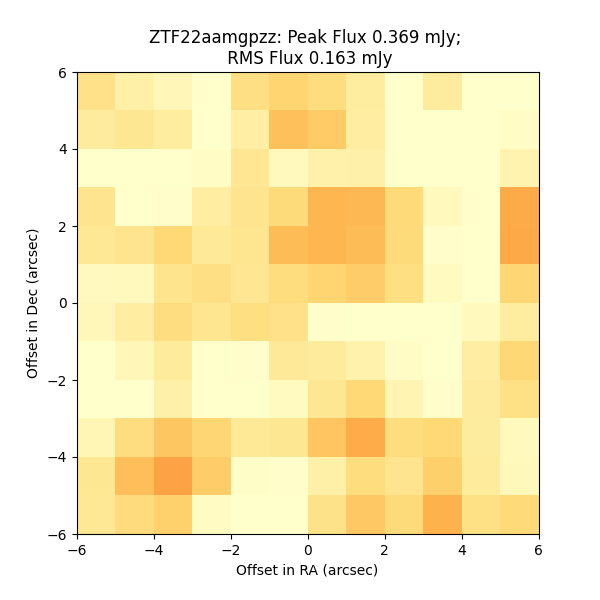 ZTF22aamgpzz: Peak Flux 0.369 mJy;
RMS Flux 0.163 mJy
6
4
2
0
−2
−4
−6
Offset in Dec (arcsec)
−6 −4 −2 0 2 4 6
Offset in RA (arcsec)